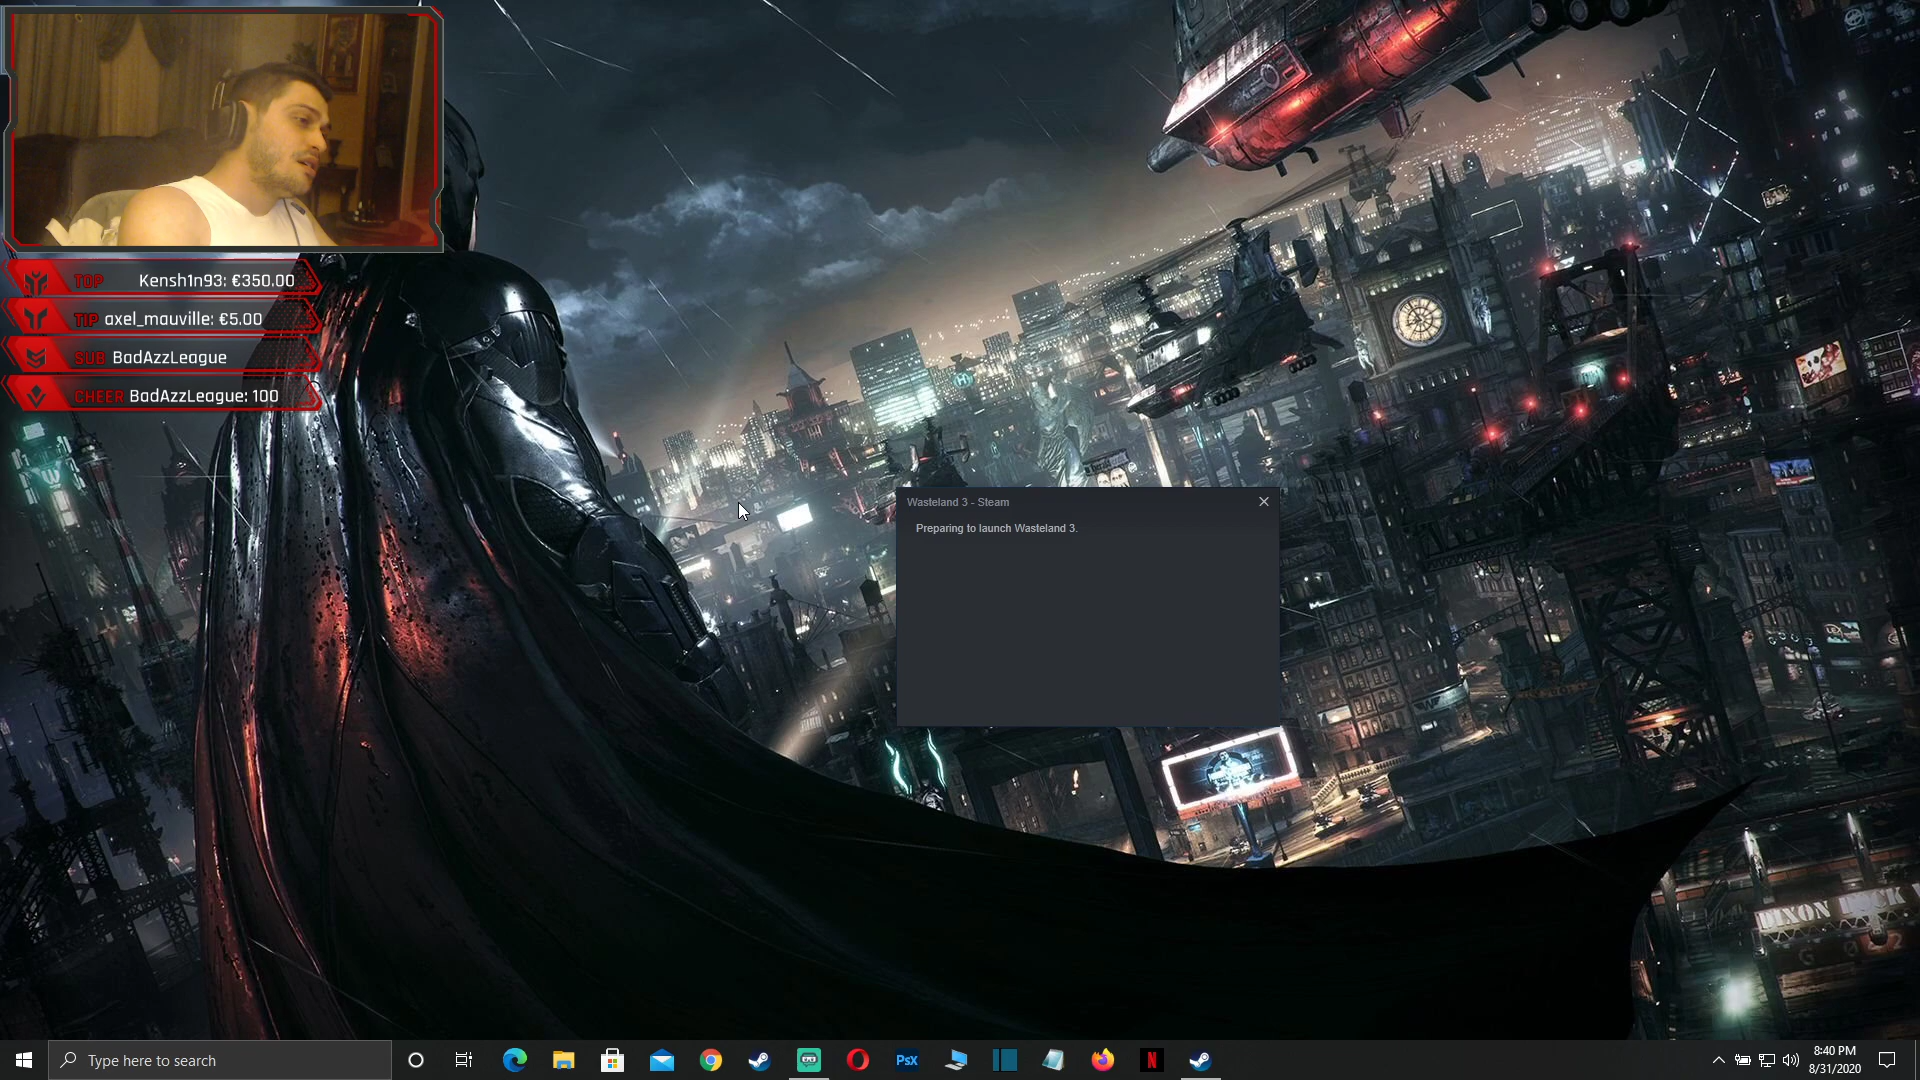 TOP Kensh1n93: €350.00
TIP axel_mauville: €5.00
SUB BadAzzLeague
CHEER BadAzzLeague: 100
Wasteland 3 - Steam
Preparing to launch Wasteland 3.
Type here to search
PsX
N
8:40 PM
8/31/2020